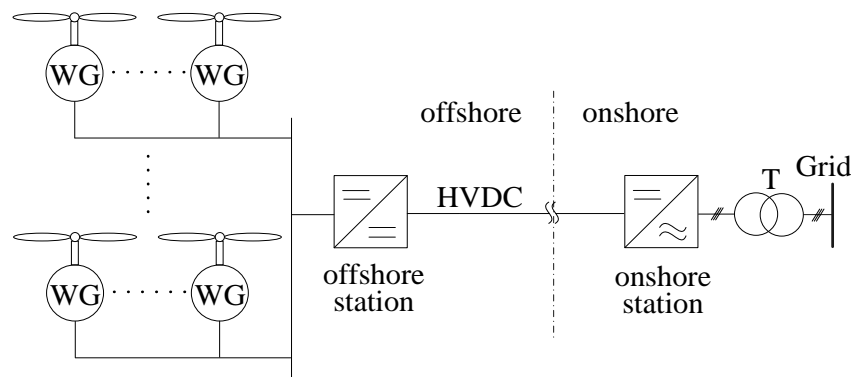 WG
WG
offshore
onshore
HVDC
T
Grid
WG
WG
offshore
station
onshore
station